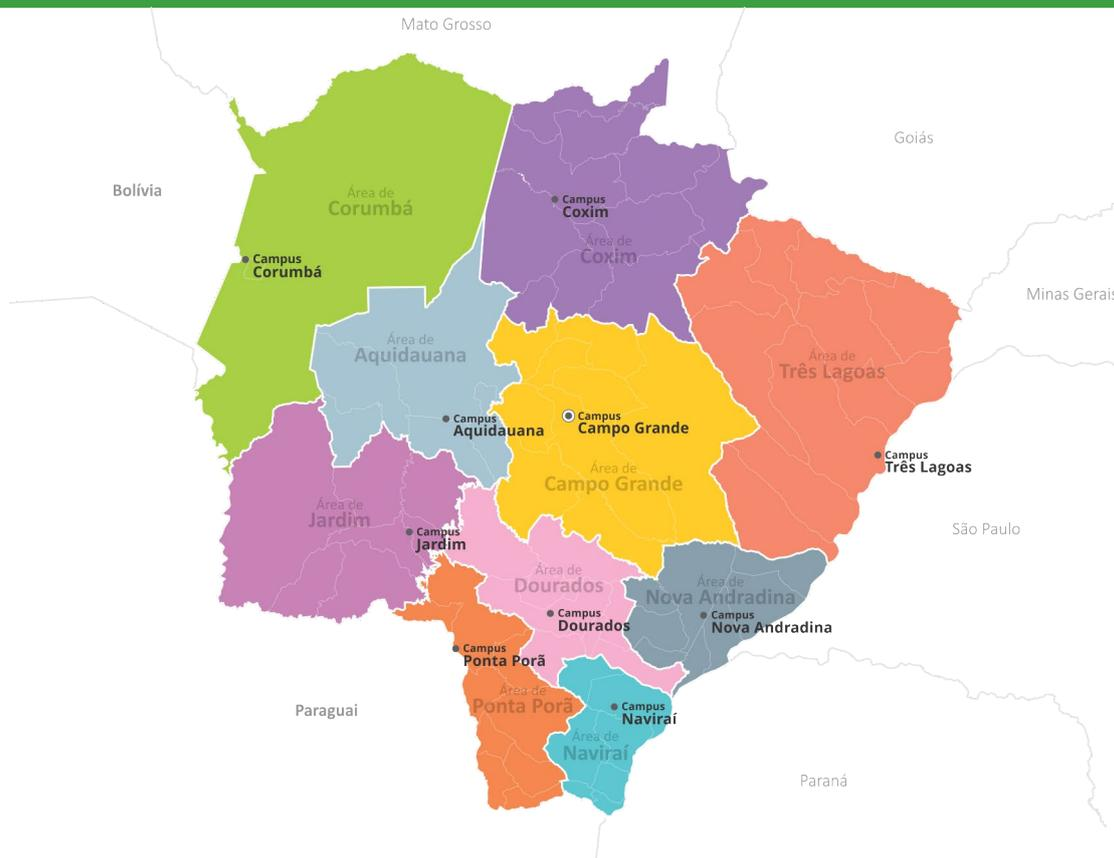 Mato Grosso
Goiás
Bolívia
Área de
Corumbá
Campus
Coxim
Área de
Coxim
Campus
Corumbá
Minas Gerais
Área de
Aquidauana
Área de
Três Lagoas
Campus
Aquidauana
Campus
Campo Grande
Campus
Três Lagoas
Área de
Campo Grande
Área de
Jardim
São Paulo
Campus
Jardim
Área de
Dourados
Área de
Nova Andradina
Campus
Dourados
Campus
Nova Andradina
Campus
Ponta Porã
Área de
Ponta Porã
Paraguai
Campus
Naviraí
Área de
Naviraí
Paraná